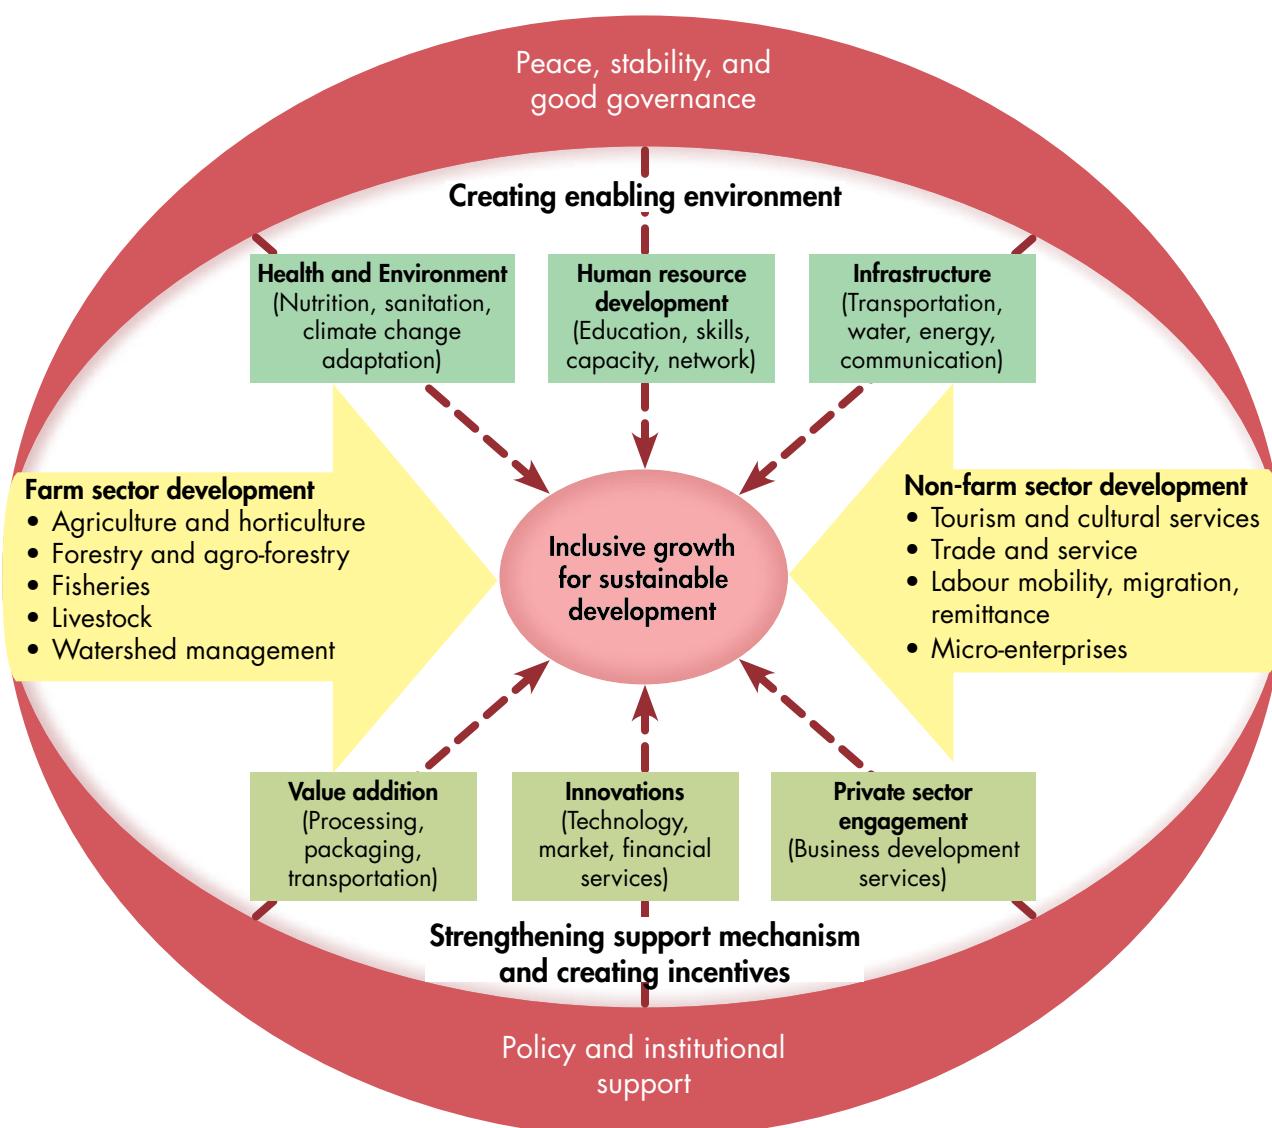 Peace, stability, and
good governance
Creating enabling environment
Health and Environment
(Nutrition, sanitation,
climate change
adaptation)
Human resource
development
(Education, skills,
capacity, network)
Infrastructure
(Transportation,
water, energy,
communication)
Farm sector development
• Agriculture and horticulture
• Forestry and agro-forestry
• Fisheries
• Livestock
• Watershed management
Inclusive growth
for sustainable
development
Non-farm sector development
• Tourism and cultural services
• Trade and service
• Labour mobility, migration,
remittance
• Micro-enterprises
Value addition
(Processing,
packaging,
transportation)
Innovations
(Technology,
market, financial
services)
Private sector
engagement
(Business development
services)
Strengthening support mechanism
and creating incentives
Policy and institutional
support